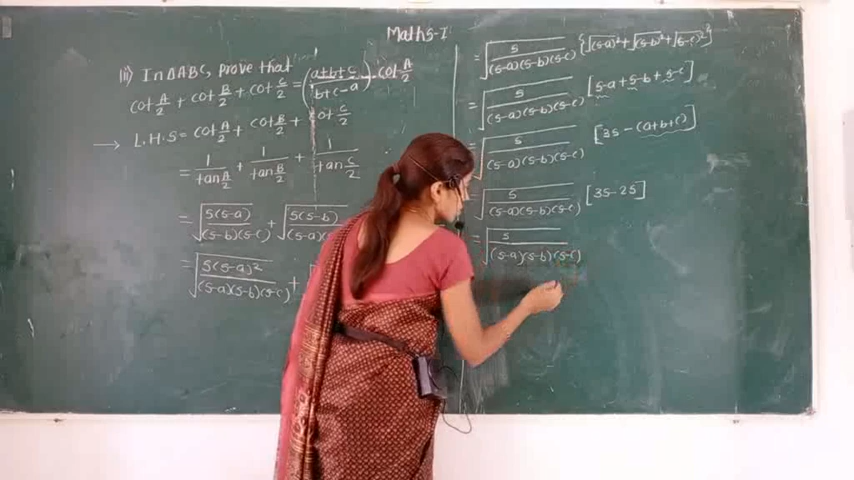 Maths-I
iii) In ΔABC, prove that
cot A/2 + cot B/2 + cot C/2 = (a+b+c / b+c-a) cot A/2
→ L.H.S = cot A/2 + cot B/2 + cot C/2
= 1/tan A/2 + 1/tan B/2 + 1/tan C/2
= √(s(s-a) / (s-b)(s-c)) + √(s(s-b) / (s-a)
= √(s(s-a)² / (s-a)(s-b)(s-c)) +
= √(s / (s-a)(s-b)(s-c)) {√(s-a)² + √(s-b)² + √(s-c)²}
= √(s / (s-a)(s-b)(s-c)) [s-a+s-b+s-c]
= √(s / (s-a)(s-b)(s-c)) [3s-(a+b+c)]
= √(s / (s-a)(s-b)(s-c)) [3s-2s]
= √(s / (s-a)(s-b)(s-c))